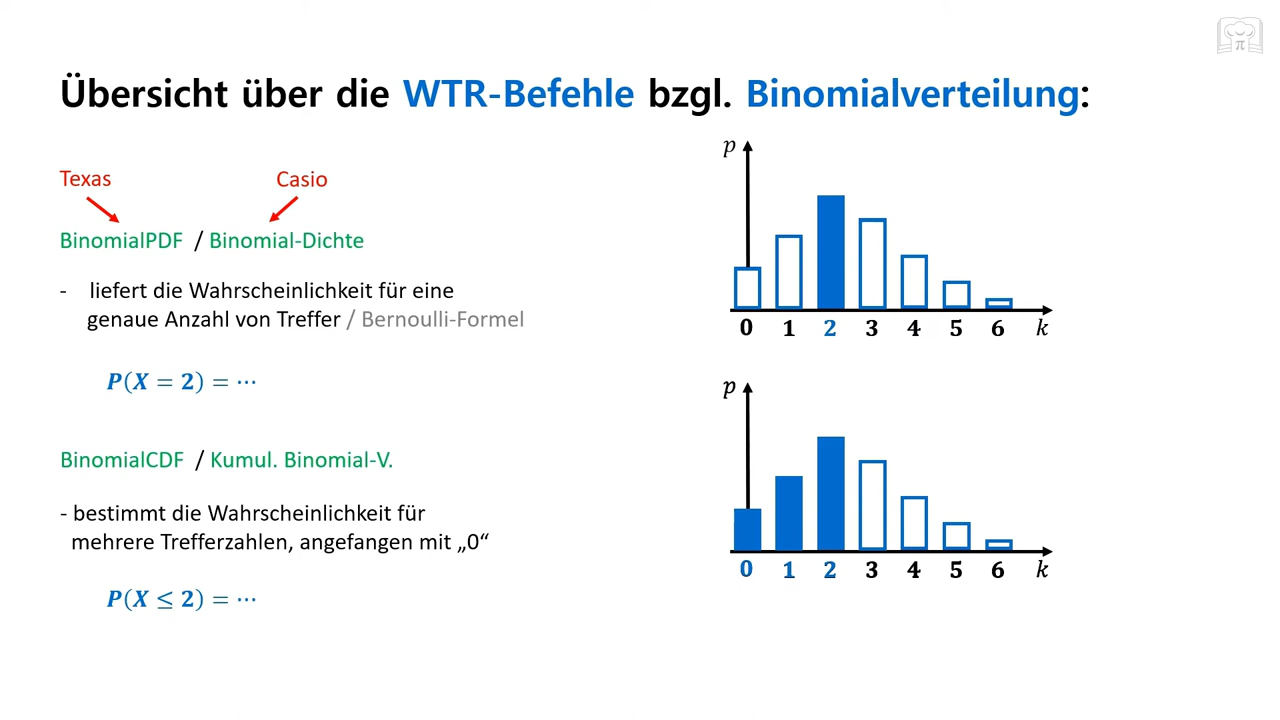 Übersicht über die WTR-Befehle bzgl. Binomialverteilung:
Texas
Casio
BinomialPDF / Binomial-Dichte
- liefert die Wahrscheinlichkeit für eine
genaue Anzahl von Treffer / Bernoulli-Formel
P(X = 2) = ⋯
BinomialCDF / Kumul. Binomial-V.
- bestimmt die Wahrscheinlichkeit für
mehrere Trefferzahlen, angefangen mit „0“
P(X ≤ 2) = ⋯
p
0 1 2 3 4 5 6 k
p
0 1 2 3 4 5 6 k
π